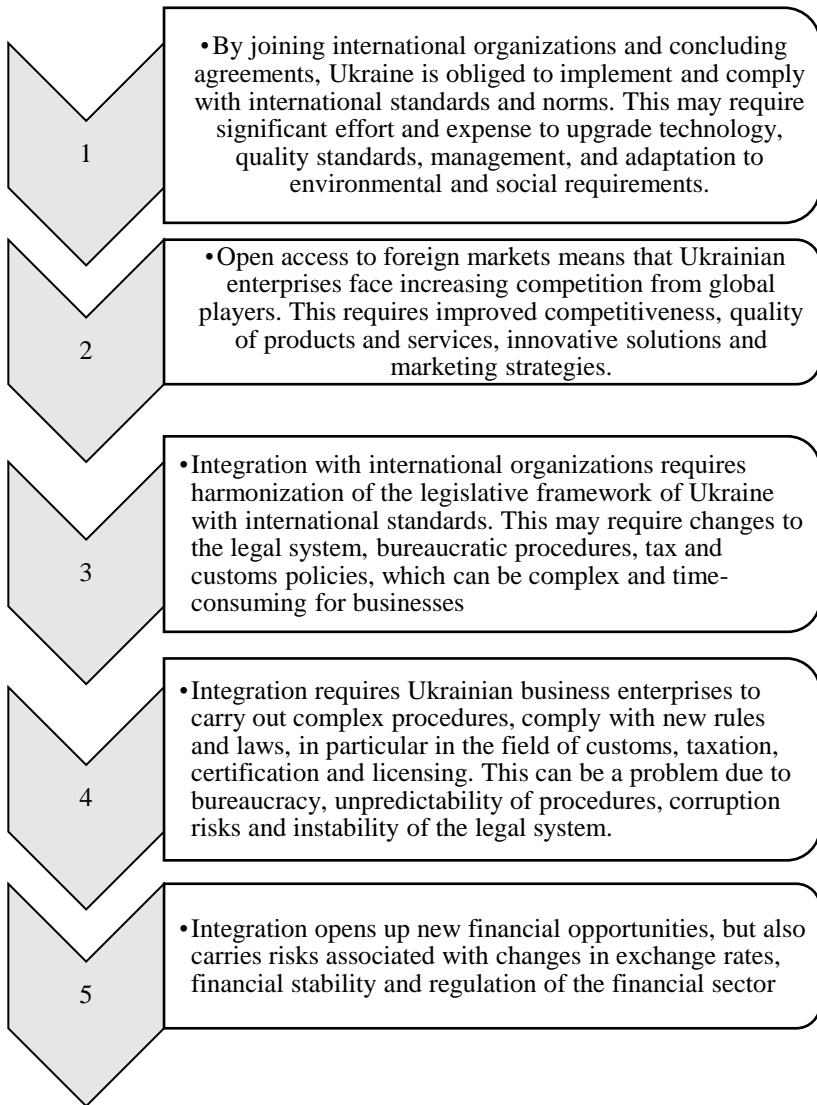 1
•By joining international organizations and concluding
agreements, Ukraine is obliged to implement and comply
with international standards and norms. This may require
significant effort and expense to upgrade technology,
quality standards, management, and adaptation to
environmental and social requirements.
2
•Open access to foreign markets means that Ukrainian
enterprises face increasing competition from global
players. This requires improved competitiveness, quality
of products and services, innovative solutions and
marketing strategies.
3
•Integration with international organizations requires
harmonization of the legislative framework of Ukraine
with international standards. This may require changes to
the legal system, bureaucratic procedures, tax and
customs policies, which can be complex and time-
consuming for businesses
4
•Integration requires Ukrainian business enterprises to
carry out complex procedures, comply with new rules
and laws, in particular in the field of customs, taxation,
certification and licensing. This can be a problem due to
bureaucracy, unpredictability of procedures, corruption
risks and instability of the legal system.
5
•Integration opens up new financial opportunities, but also
carries risks associated with changes in exchange rates,
financial stability and regulation of the financial sector